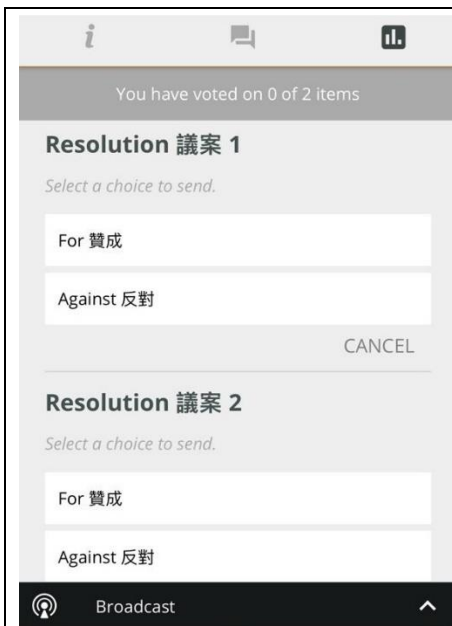 i
You have voted on 0 of 2 items
Resolution 議案 1
Select a choice to send.
For 贊成
Against 反對
CANCEL
Resolution 議案 2
Select a choice to send.
For 贊成
Against 反對
Broadcast